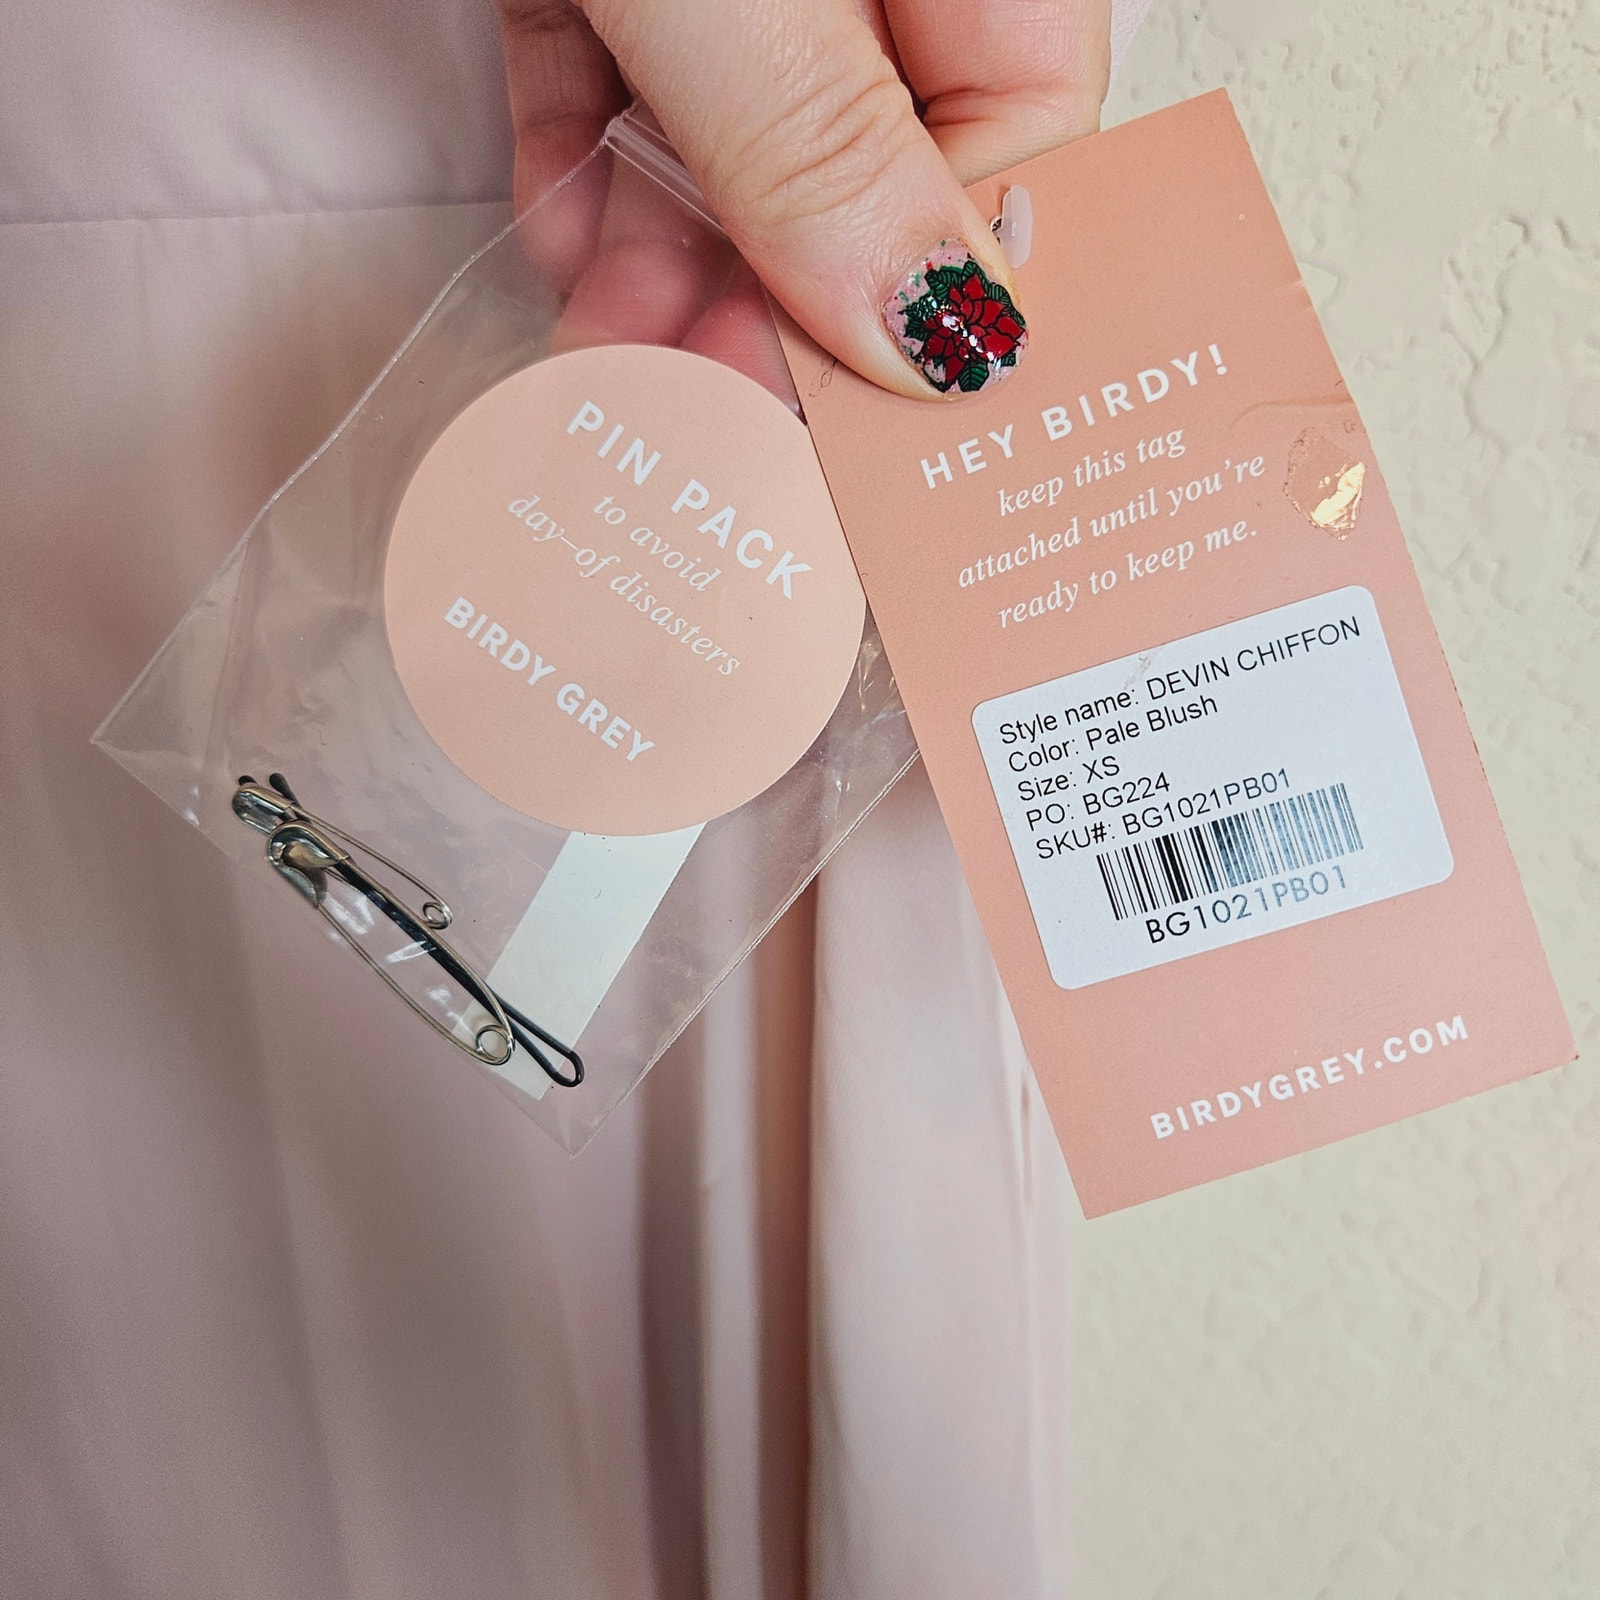 PIN PACK
to avoid
day-of disasters
BIRDY GREY
HEY BIRDY!
keep this tag
attached until you're
ready to keep me.
Style name: DEVIN CHIFFON
Color: Pale Blush
Size: XS
PO: BG224
SKU#: BG1021PB01
BG1021PB01
BIRDYGREY.COM